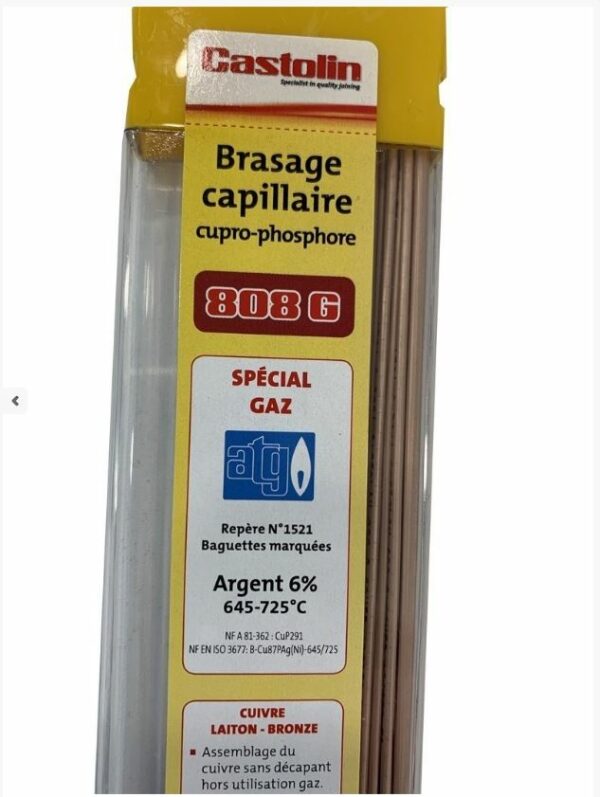 Castolin
Specialist in quality joining
Brasage
capillaire
cupro-phosphore
808 G
SPÉCIAL
GAZ
atg
Repère N°1521
Baguettes marquées
Argent 6%
645-725°C
NF A 81-362 : CuP291
NF EN ISO 3677: B-Cu87PAg(Ni)-645/725
CUIVRE
LAITON - BRONZE
▪ Assemblage du
cuivre sans décapant
hors utilisation gaz.